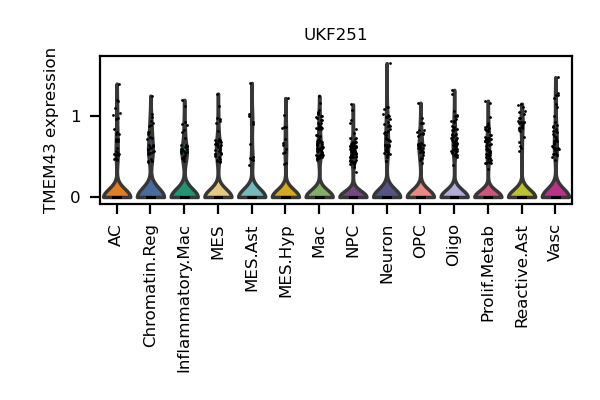 UKF251
TMEM43 expression
1
0
AC
Chromatin.Reg
Inflammatory.Mac
MES
MES.Ast
MES.Hyp
Mac
NPC
Neuron
OPC
Oligo
Prolif.Metab
Reactive.Ast
Vasc